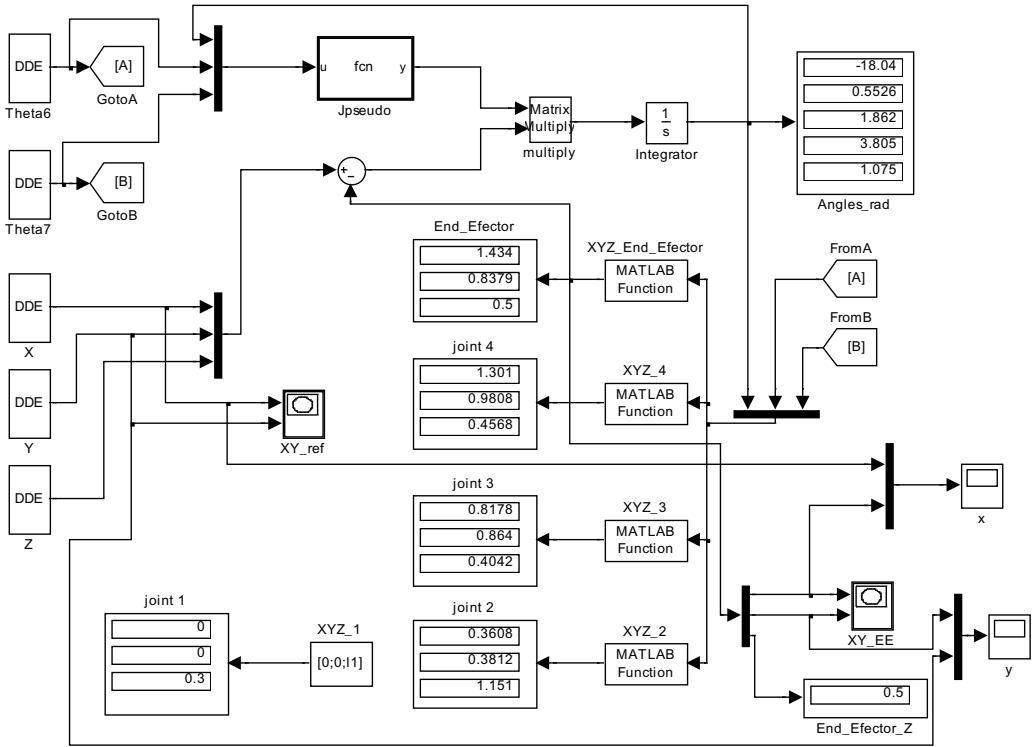 DDE
Theta6
[A]
GotoA
u
fcn
y
Jpseudo
Matrix
Multiply
multiply
1
s
Integrator
-18.04
0.5526
1.862
3.805
1.075
Angles_rad
DDE
Theta7
[B]
GotoB
+
−
End_Efector
1.434
0.8379
0.5
XYZ_End_Efector
MATLAB
Function
FromA
[A]
FromB
[B]
DDE
X
DDE
Y
DDE
Z
XY_ref
joint 4
1.301
0.9808
0.4568
XYZ_4
MATLAB
Function
x
joint 3
0.8178
0.864
0.4042
XYZ_3
MATLAB
Function
joint 1
0
0
0.3
XYZ_1
[0;0;l1]
joint 2
0.3608
0.3812
1.151
XYZ_2
MATLAB
Function
XY_EE
y
0.5
End_Efector_Z